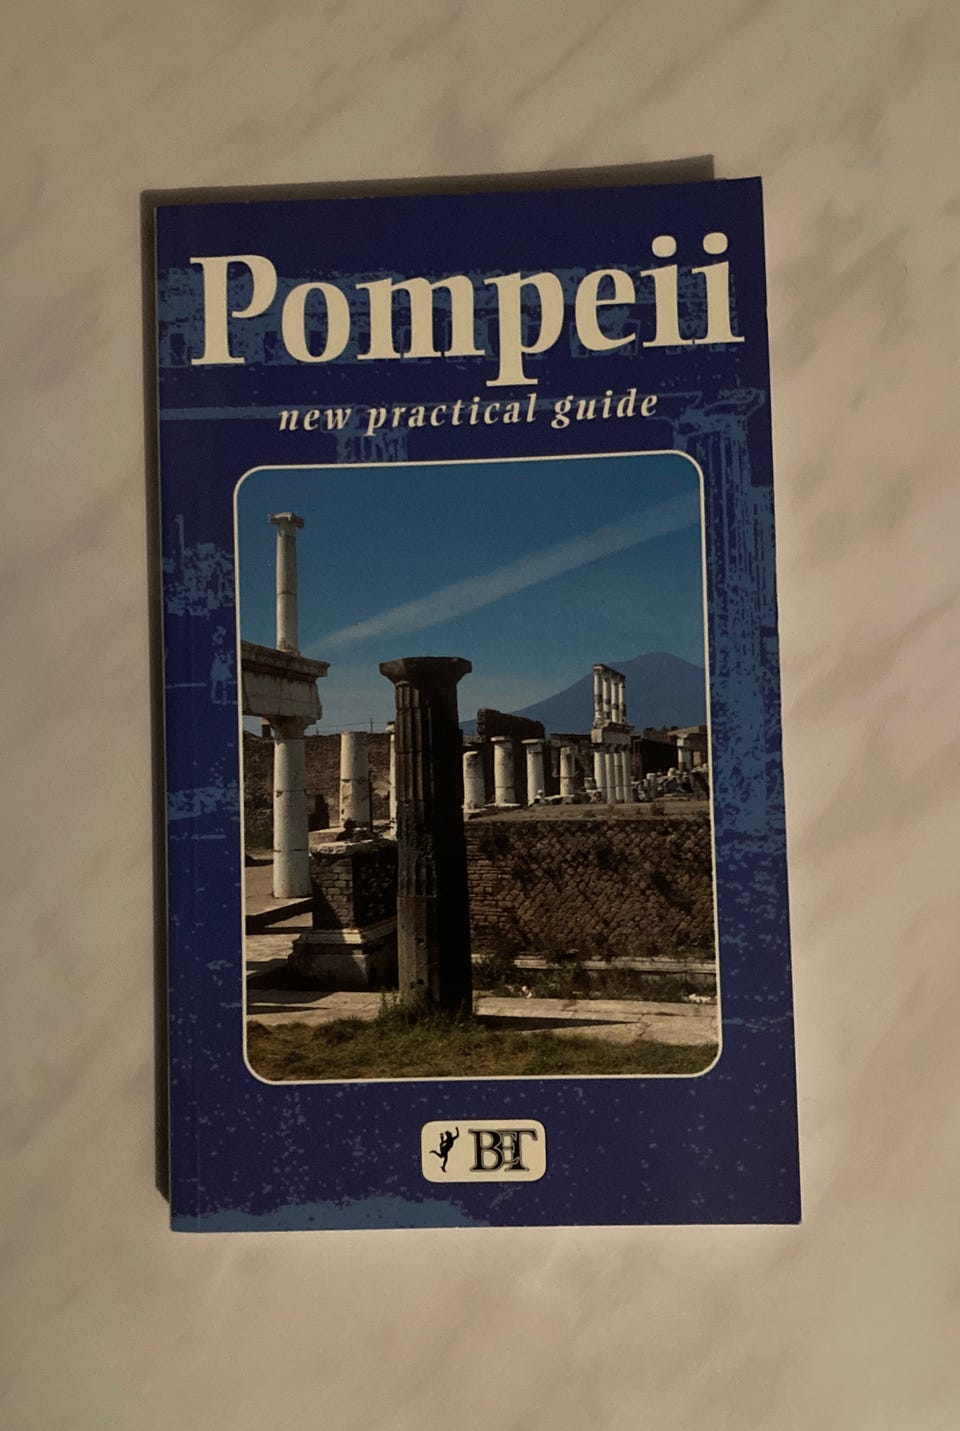 Pompeii
new practical guide
BET